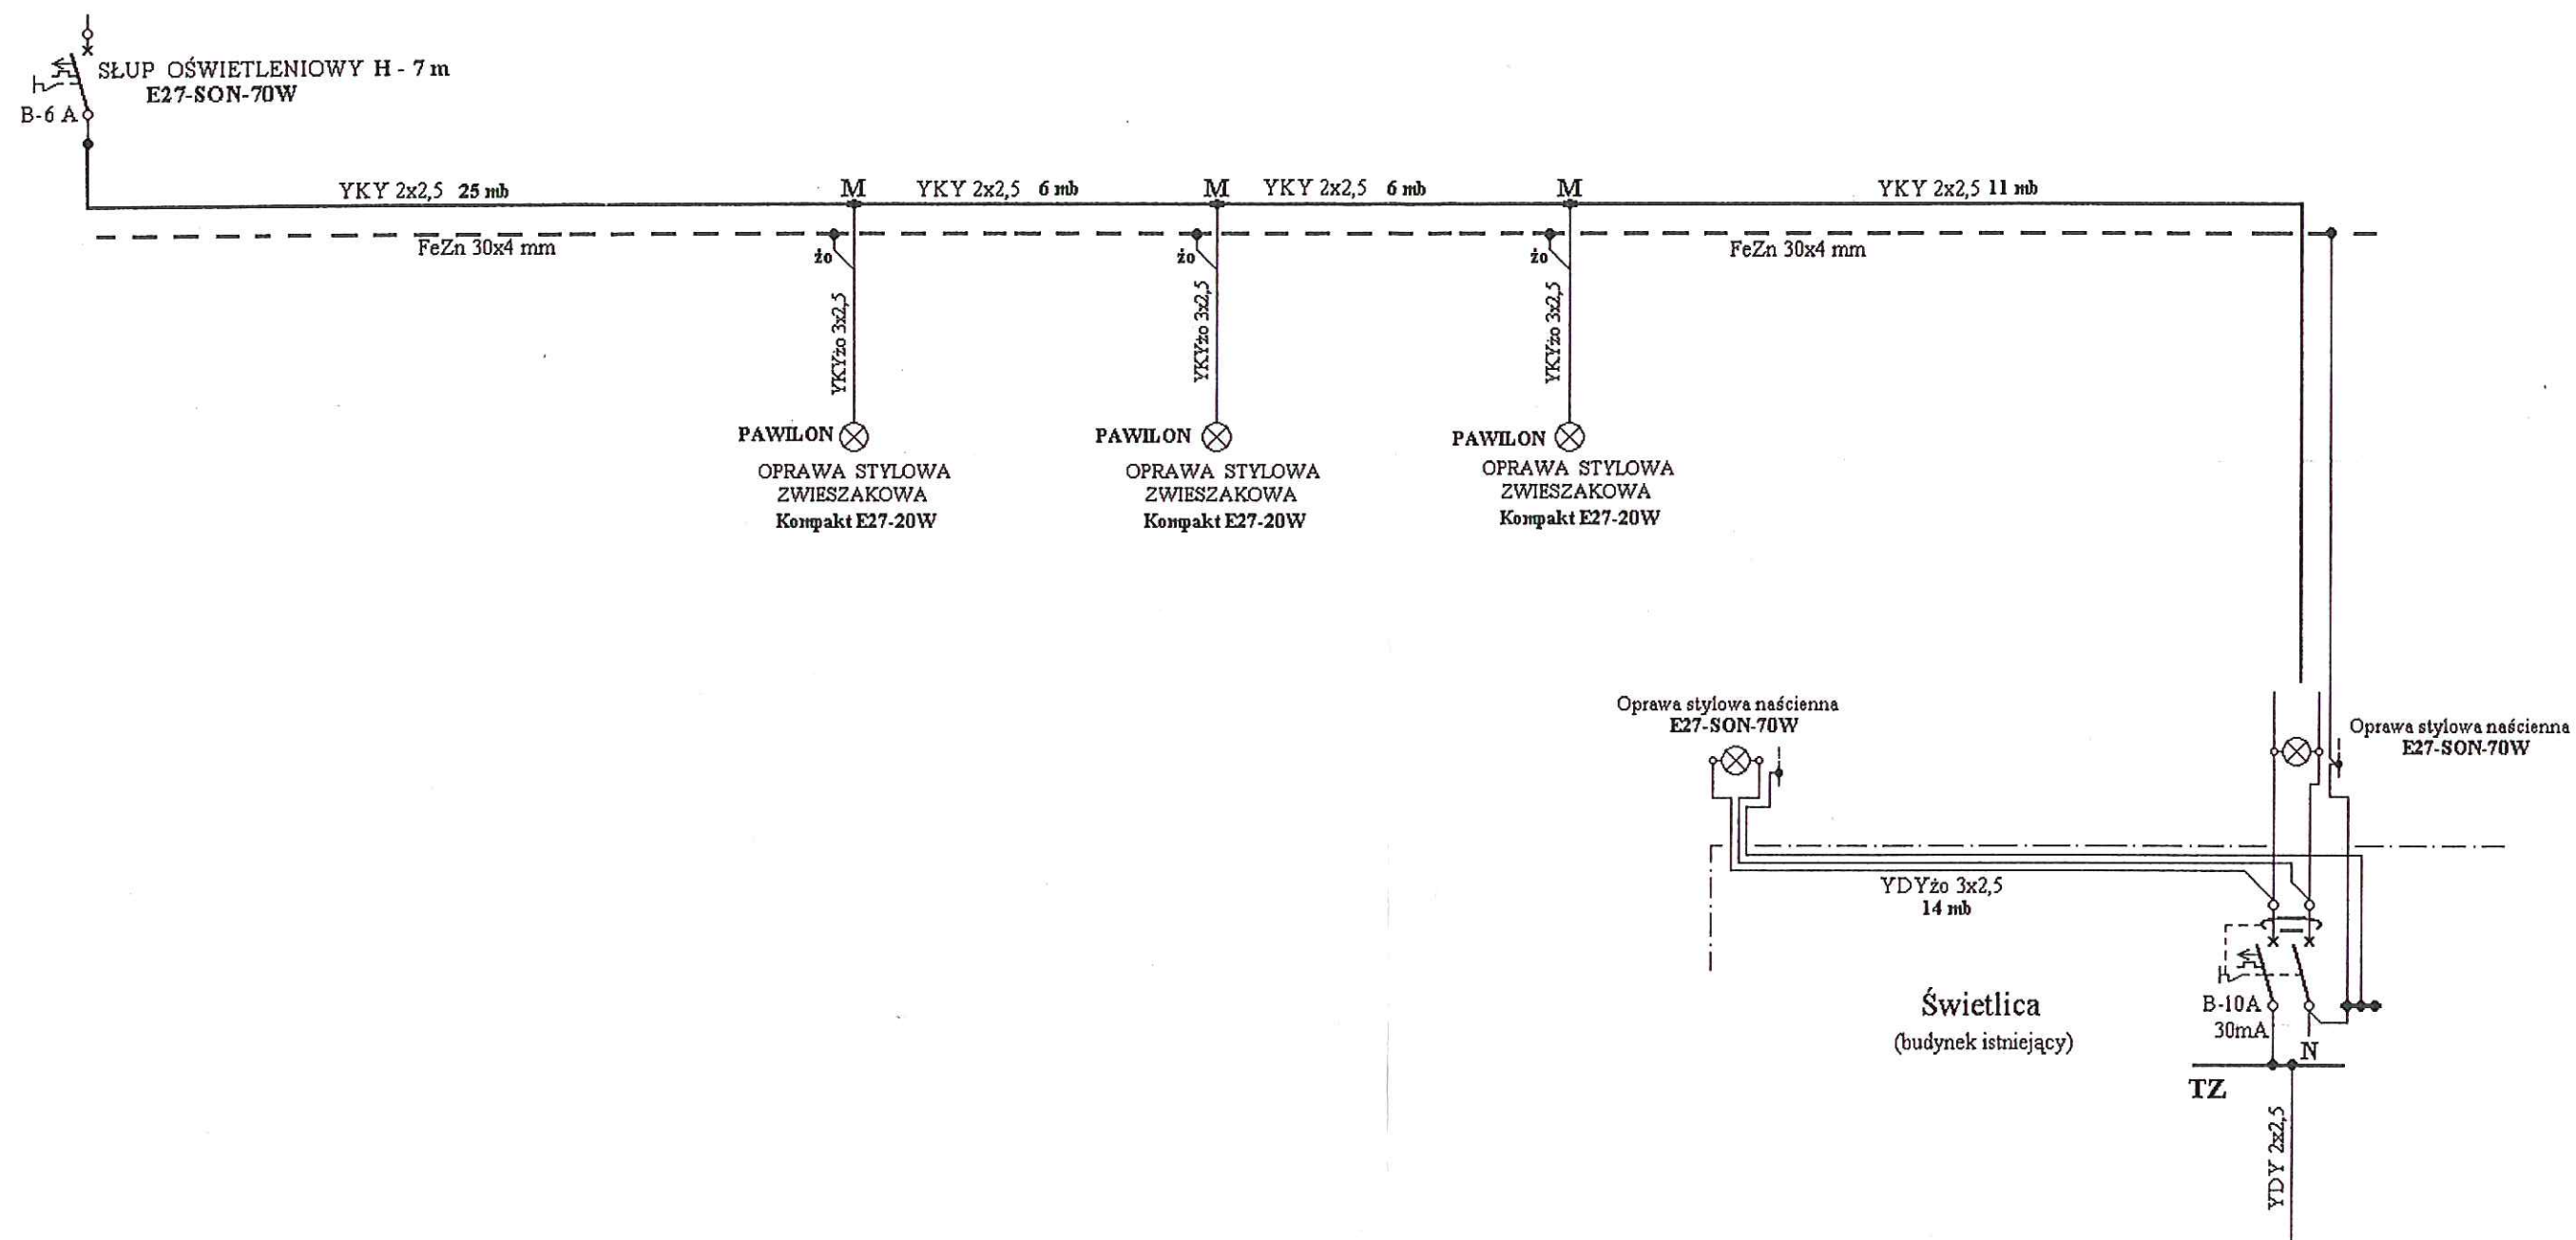 SŁUP OŚWIETLENIOWY H - 7 m
E27-SON-70W
B-6 A
YKY 2x2,5 25 mb
M
YKY 2x2,5 6 mb
M
YKY 2x2,5 6 mb
M
YKY 2x2,5 11 mb
FeZn 30x4 mm
żo
żo
żo
FeZn 30x4 mm
YKYżo 3x2,5
YKYżo 3x2,5
YKYżo 3x2,5
PAWILON
OPRAWA STYLOWA
ZWIESZAKOWA
Kompakt E27-20W
PAWILON
OPRAWA STYLOWA
ZWIESZAKOWA
Kompakt E27-20W
PAWILON
OPRAWA STYLOWA
ZWIESZAKOWA
Kompakt E27-20W
Oprawa stylowa naścienna
E27-SON-70W
Oprawa stylowa naścienna
E27-SON-70W
YDYżo 3x2,5
14 mb
Świetlica
(budynek istniejący)
B-10A
30mA
N
TZ
YDY 2x2,5